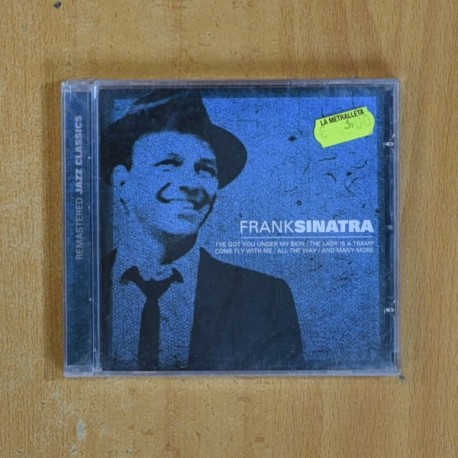 REMASTERED JAZZ CLASSICS
LA METRALLETA
FRANKSINATRA
I'VE GOT YOU UNDER MY SKIN / THE LADY IS A TRAMP
COME FLY WITH ME / ALL THE WAY / AND MANY MORE